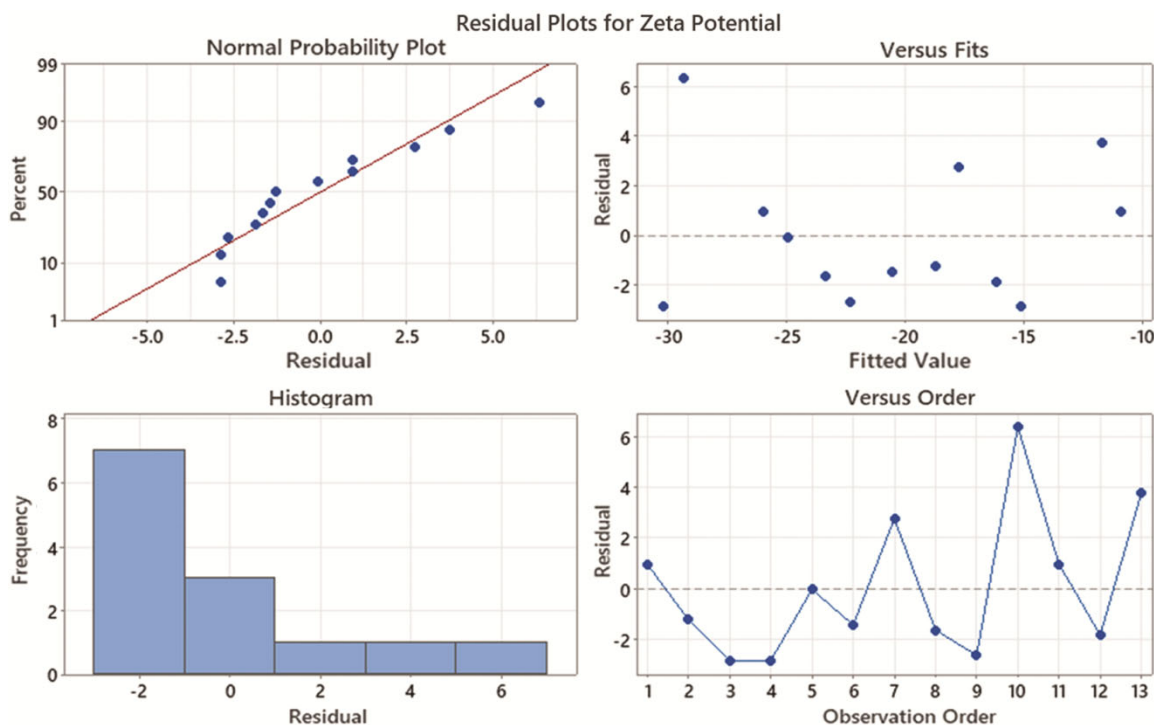 Residual Plots for Zeta Potential
Normal Probability Plot
99
90
50
10
1
Percent
-5.0 -2.5 0.0 2.5 5.0
Residual
Versus Fits
6
4
2
0
-2
Residual
-30 -25 -20 -15 -10
Fitted Value
Histogram
8
6
4
2
0
Frequency
-2 0 2 4 6
Residual
Versus Order
6
4
2
0
-2
Residual
1 2 3 4 5 6 7 8 9 10 11 12 13
Observation Order